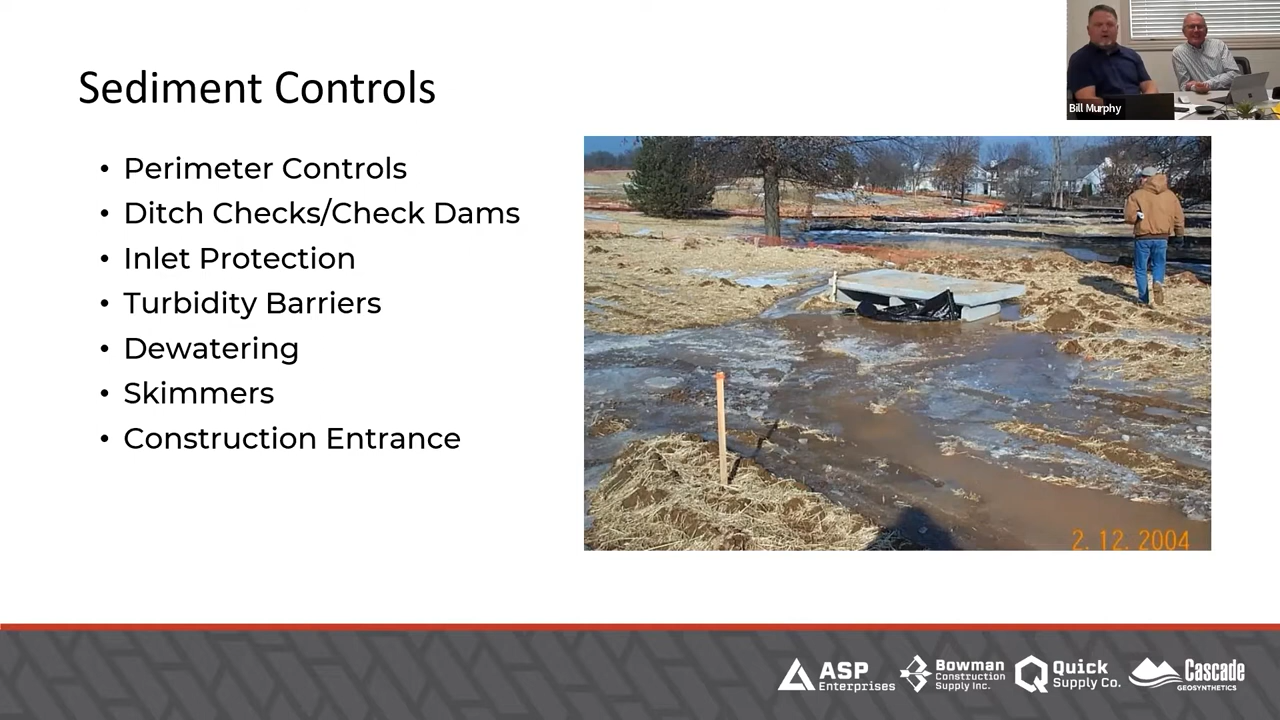 Sediment Controls
Bill Murphy
• Perimeter Controls
• Ditch Checks/Check Dams
• Inlet Protection
• Turbidity Barriers
• Dewatering
• Skimmers
• Construction Entrance
2. 12. 2004
ASP
Enterprises
Bowman
Construction
Supply Inc.
Quick
Supply Co.
Cascade
GEOSYNTHETICS